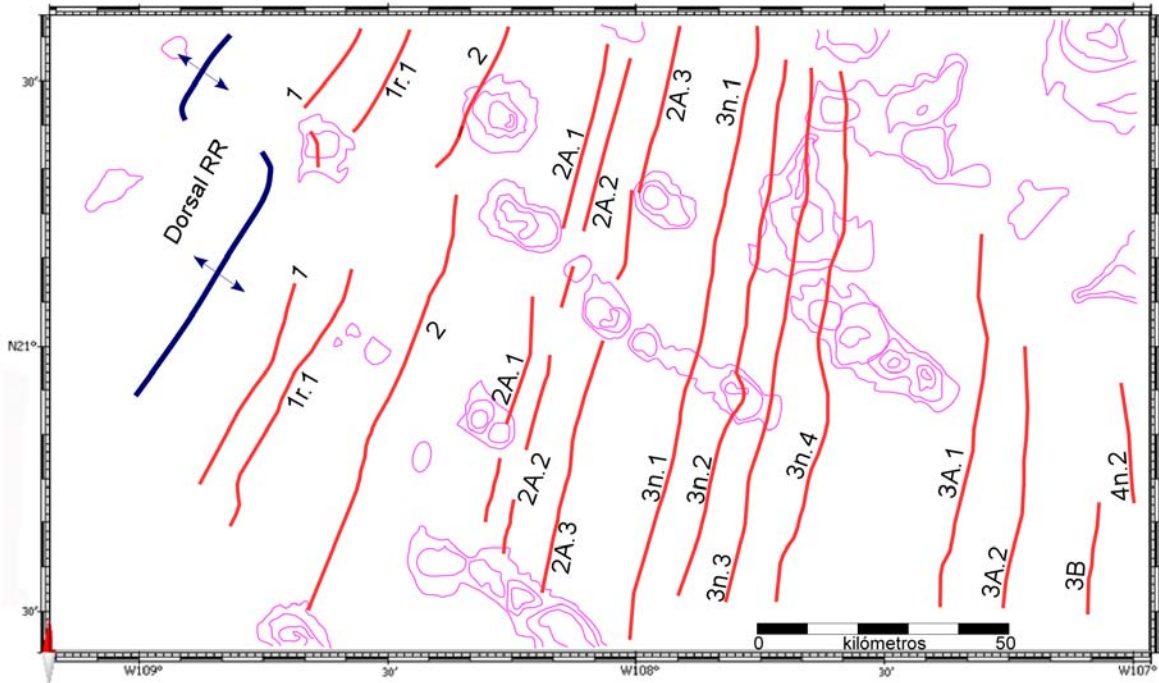 30'
N21°
30'
W109°
30'
W108°
30'
W107°
Dorsal RR
1
1r.1
2
2A.1
2A.2
2A.3
3n.1
1
1r.1
2
2A.1
2A.2
2A.3
3n.1
3n.2
3n.3
3n.4
3A.1
3A.2
3B
4n.2
0
kilómetros
50